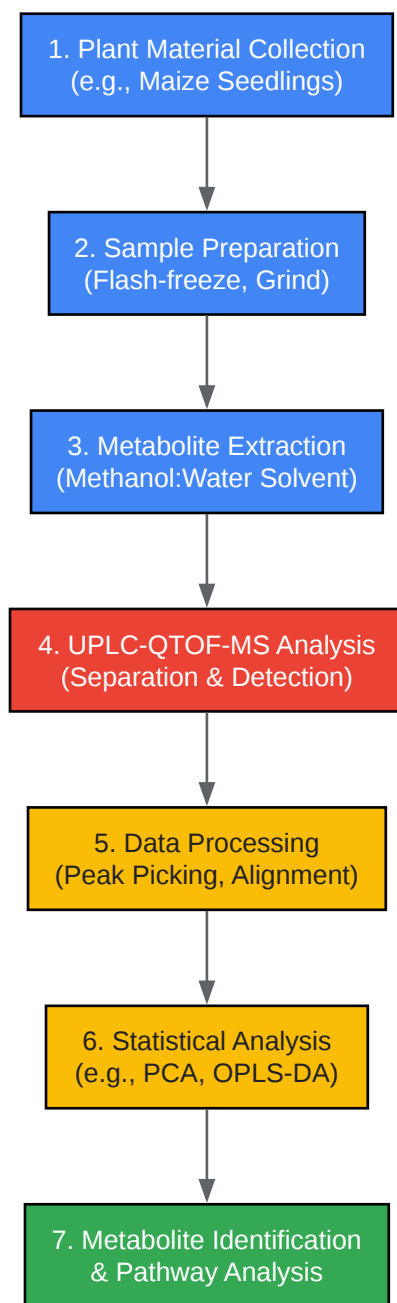 1. Plant Material Collection
(e.g., Maize Seedlings)
2. Sample Preparation
(Flash-freeze, Grind)
3. Metabolite Extraction
(Methanol:Water Solvent)
4. UPLC-QTOF-MS Analysis
(Separation & Detection)
5. Data Processing
(Peak Picking, Alignment)
6. Statistical Analysis
(e.g., PCA, OPLS-DA)
7. Metabolite Identification
& Pathway Analysis